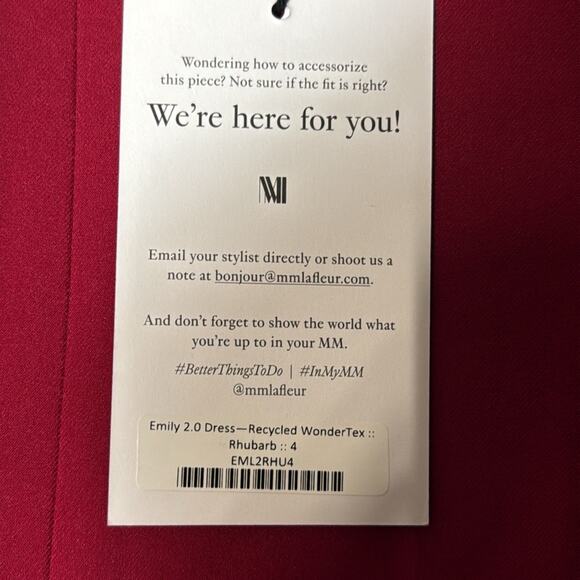 Wondering how to accessorize
this piece? Not sure if the fit is right?
We're here for you!
MM
Email your stylist directly or shoot us a
note at bonjour@mmlafleur.com.
And don't forget to show the world what
you're up to in your MM.
#BetterThingsToDo | #InMyMM
@mmlafleur
Emily 2.0 Dress—Recycled WonderTex ::
Rhubarb :: 4
EML2RHU4